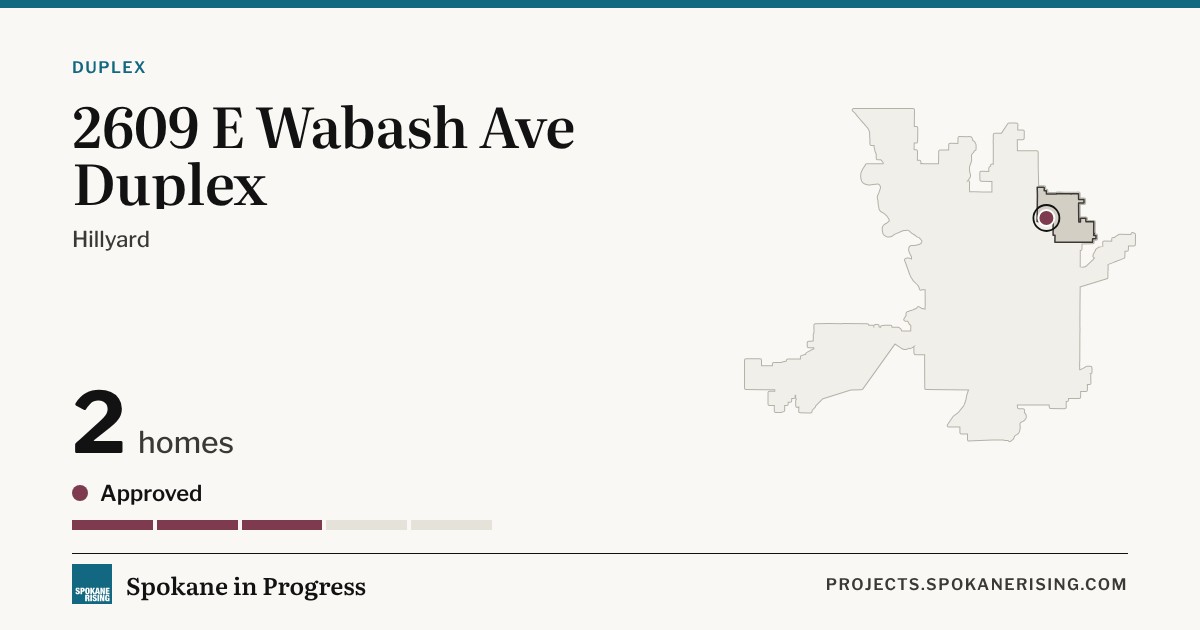 DUPLEX
2609 E Wabash Ave
Duplex
Hillyard
2 homes
Approved
SPOKANE
RISING
Spokane in Progress
PROJECTS.SPOKANERISING.COM